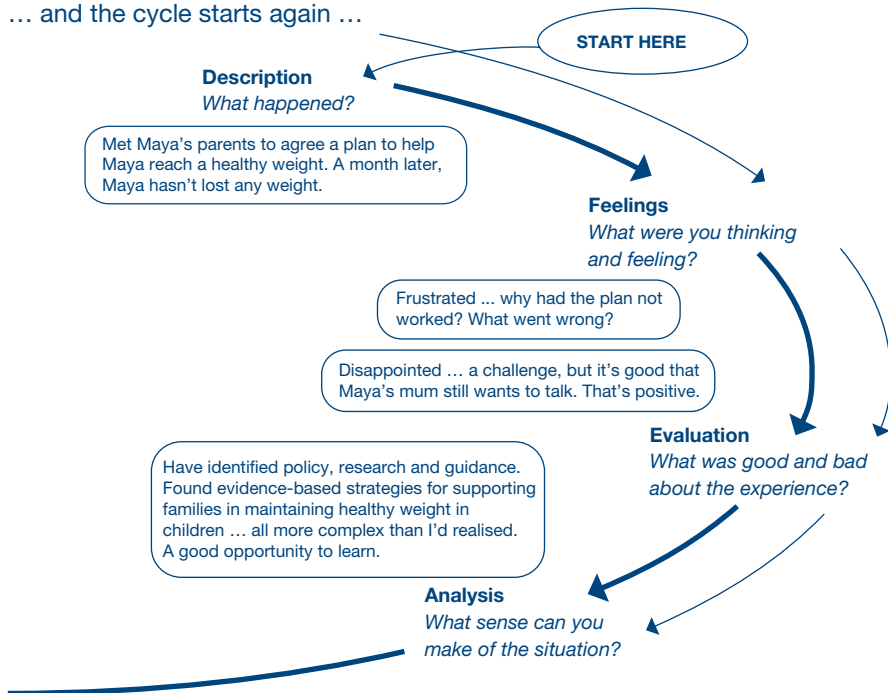 … and the cycle starts again …
START HERE
Description
What happened?
Met Maya’s parents to agree a plan to help
Maya reach a healthy weight. A month later,
Maya hasn’t lost any weight.
Feelings
What were you thinking
and feeling?
Frustrated ... why had the plan not
worked? What went wrong?
Disappointed … a challenge, but it’s good that
Maya’s mum still wants to talk. That’s positive.
Evaluation
What was good and bad
about the experience?
Have identified policy, research and guidance.
Found evidence-based strategies for supporting
families in maintaining healthy weight in
children … all more complex than I’d realised.
A good opportunity to learn.
Analysis
What sense can you
make of the situation?